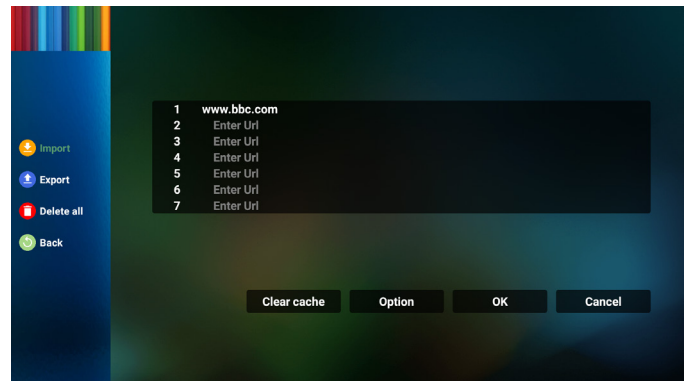 1 www.bbc.com
2 Enter Url
3 Enter Url
4 Enter Url
5 Enter Url
6 Enter Url
7 Enter Url
Import
Export
Delete all
Back
Clear cache Option OK Cancel